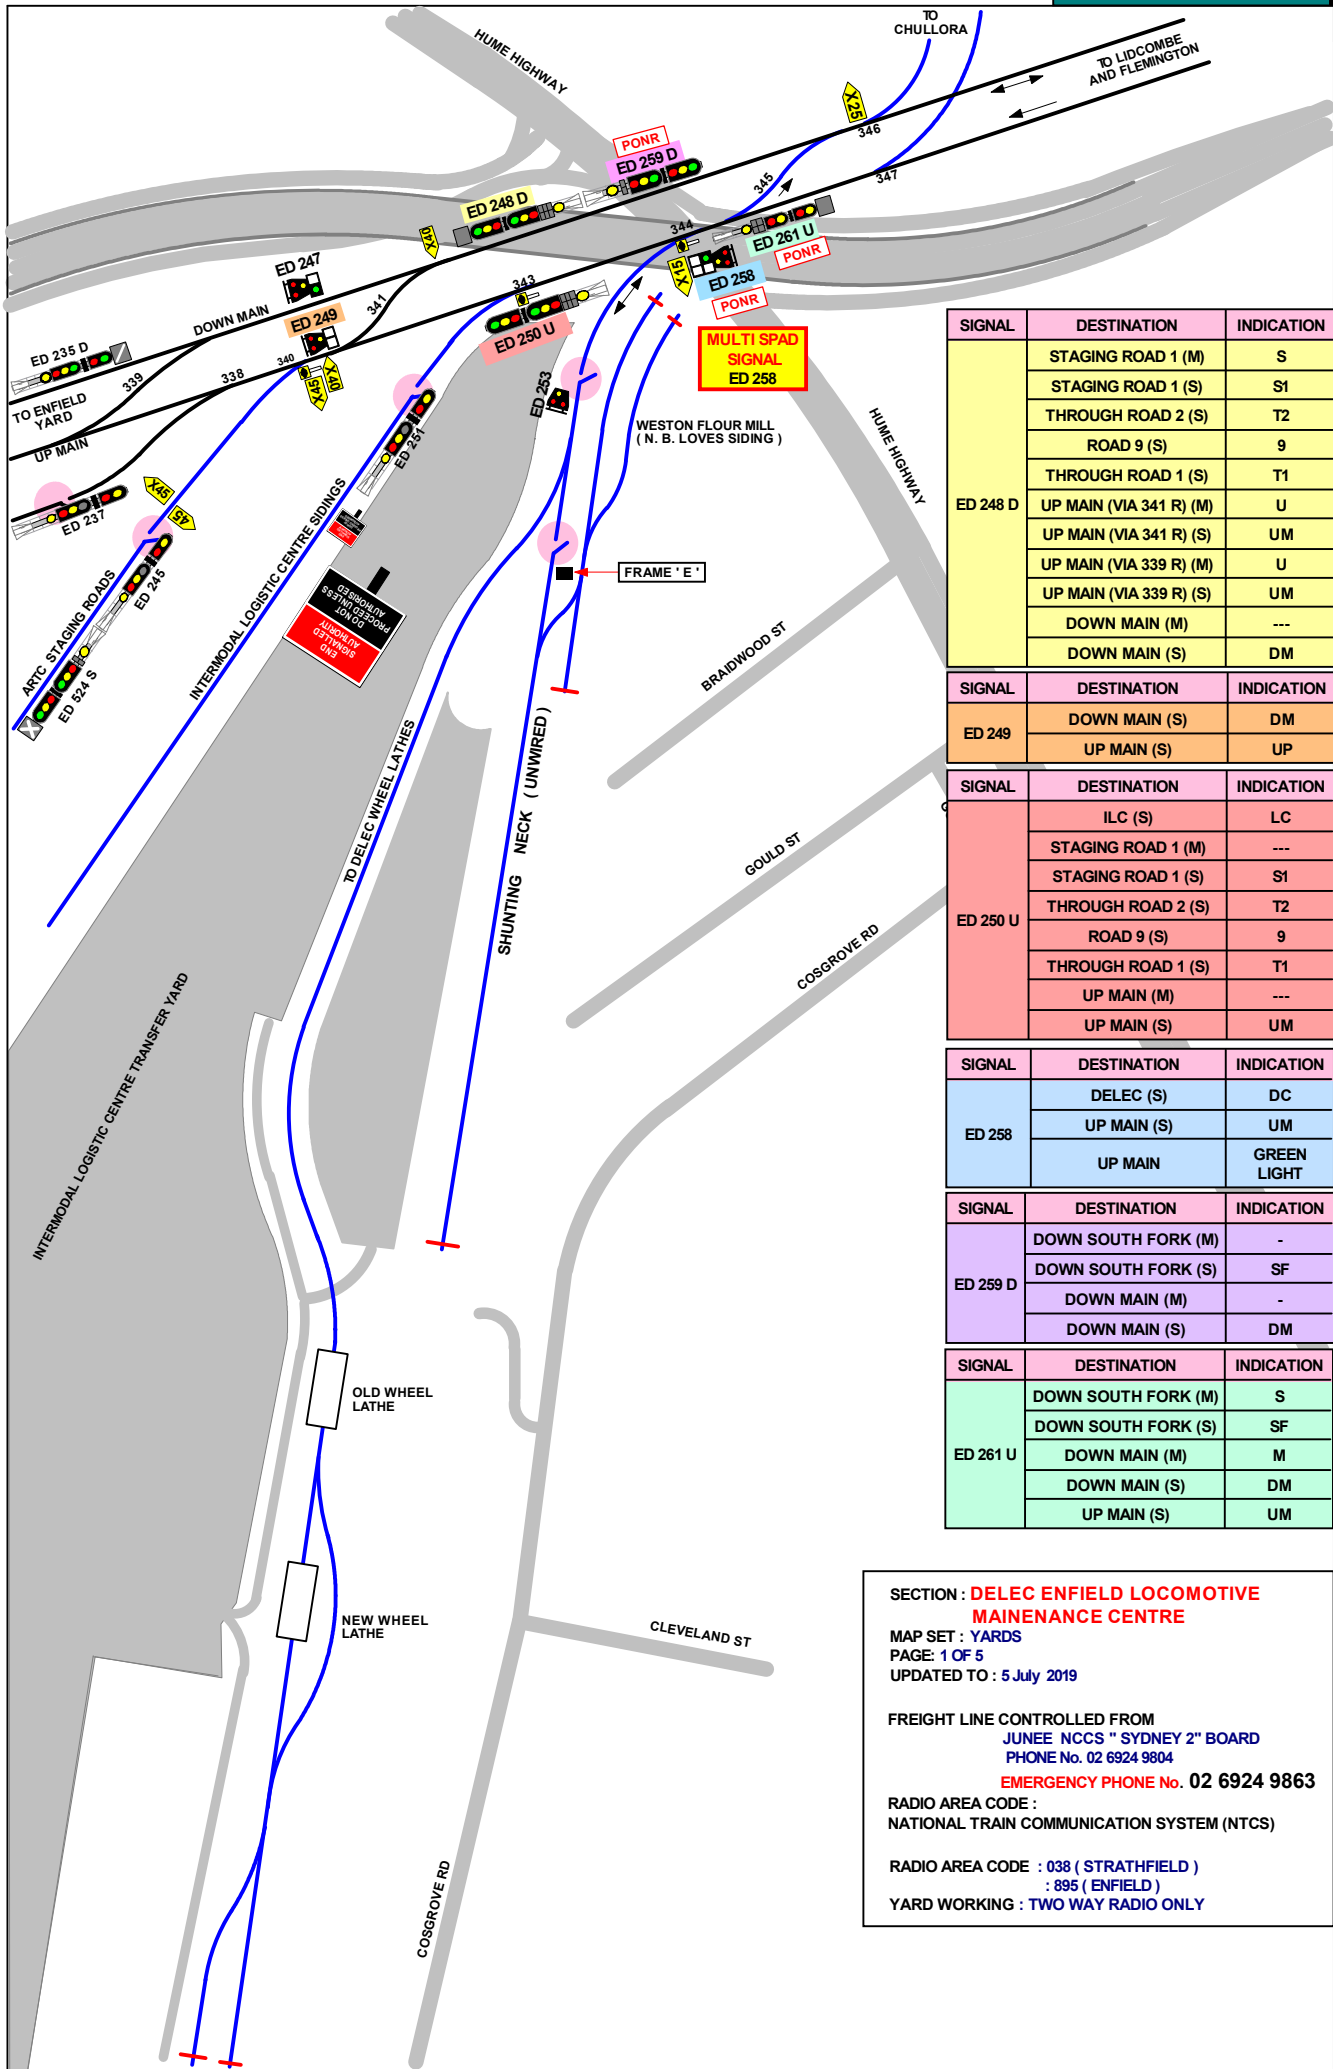 TO
CHULLORA
TO LIDCOMBE
AND FLEMINGTON
HUME HIGHWAY
X25
346
347
345
344
PONR
ED 259 D
ED 248 D
ED 261 U
PONR
X15
ED 258
PONR
X40
ED 247
ED 249
341
343
ED 250 U
DOWN MAIN
ED 235 D
339
338
340
X40
X45
TO ENFIELD
YARD
UP MAIN
MULTI SPAD
SIGNAL
ED 258
ED 253
ED 251
WESTON FLOUR MILL
( N. B. LOVES SIDING )
HUME HIGHWAY
ED 237
X45
45
ED 245
ED 524 S
ARTC STAGING ROADS
INTERMODAL LOGISTIC CENTRE SIDINGS
DO NOT
PROCEED UNLESS
AUTHORISED
END
SIGNALLED
AUTHORITY
FRAME ' E '
BRAIDWOOD ST
GOULD ST
COSGROVE RD
TO DELEC WHEEL LATHES
SHUNTING NECK ( UNWIRED )
INTERMODAL LOGISTIC CENTRE TRANSFER YARD
OLD WHEEL
LATHE
NEW WHEEL
LATHE
CLEVELAND ST
COSGROVE RD
SIGNAL DESTINATION INDICATION
ED 248 D
STAGING ROAD 1 (M) S
STAGING ROAD 1 (S) S1
THROUGH ROAD 2 (S) T2
ROAD 9 (S) 9
THROUGH ROAD 1 (S) T1
UP MAIN (VIA 341 R) (M) U
UP MAIN (VIA 341 R) (S) UM
UP MAIN (VIA 339 R) (M) U
UP MAIN (VIA 339 R) (S) UM
DOWN MAIN (M) ---
DOWN MAIN (S) DM
SIGNAL DESTINATION INDICATION
ED 249
DOWN MAIN (S) DM
UP MAIN (S) UP
SIGNAL DESTINATION INDICATION
ED 250 U
ILC (S) LC
STAGING ROAD 1 (M) ---
STAGING ROAD 1 (S) S1
THROUGH ROAD 2 (S) T2
ROAD 9 (S) 9
THROUGH ROAD 1 (S) T1
UP MAIN (M) ---
UP MAIN (S) UM
SIGNAL DESTINATION INDICATION
ED 258
DELEC (S) DC
UP MAIN (S) UM
UP MAIN GREEN
LIGHT
SIGNAL DESTINATION INDICATION
ED 259 D
DOWN SOUTH FORK (M) -
DOWN SOUTH FORK (S) SF
DOWN MAIN (M) -
DOWN MAIN (S) DM
SIGNAL DESTINATION INDICATION
ED 261 U
DOWN SOUTH FORK (M) S
DOWN SOUTH FORK (S) SF
DOWN MAIN (M) M
DOWN MAIN (S) DM
UP MAIN (S) UM
SECTION : DELEC ENFIELD LOCOMOTIVE
MAINENANCE CENTRE
MAP SET : YARDS
PAGE: 1 OF 5
UPDATED TO : 5 July 2019
FREIGHT LINE CONTROLLED FROM
JUNEE NCCS " SYDNEY 2" BOARD
PHONE No. 02 6924 9804
EMERGENCY PHONE No. 02 6924 9863
RADIO AREA CODE :
NATIONAL TRAIN COMMUNICATION SYSTEM (NTCS)
RADIO AREA CODE : 038 ( STRATHFIELD )
: 895 ( ENFIELD )
YARD WORKING : TWO WAY RADIO ONLY